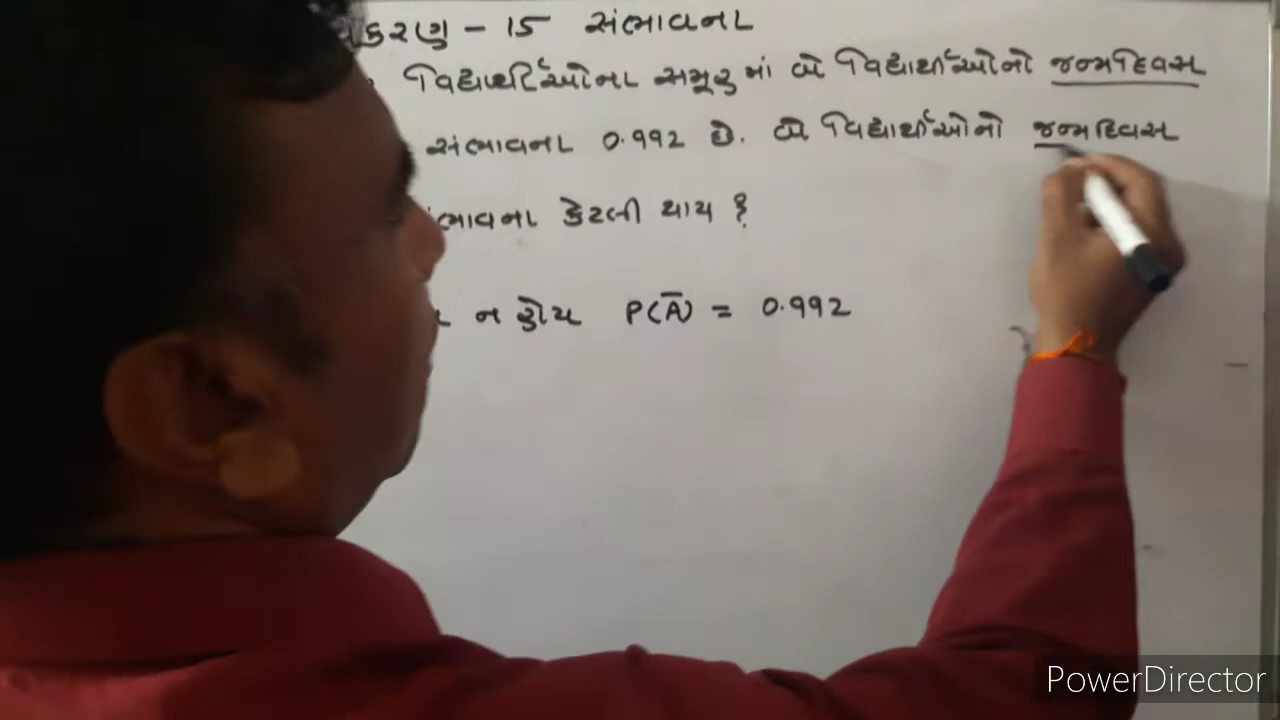 પ્રકરણ - 15 સંભાવના
વિદ્યાર્થીઓના સમૂહ માં બે વિદ્યાર્થીઓનો જન્મદિવસ
સંભાવના 0.992 છે. બે વિદ્યાર્થીઓનો જન્મદિવસ
સંભાવના કેટલી થાય ?
ન હોય P(Ā) = 0.992
PowerDirector